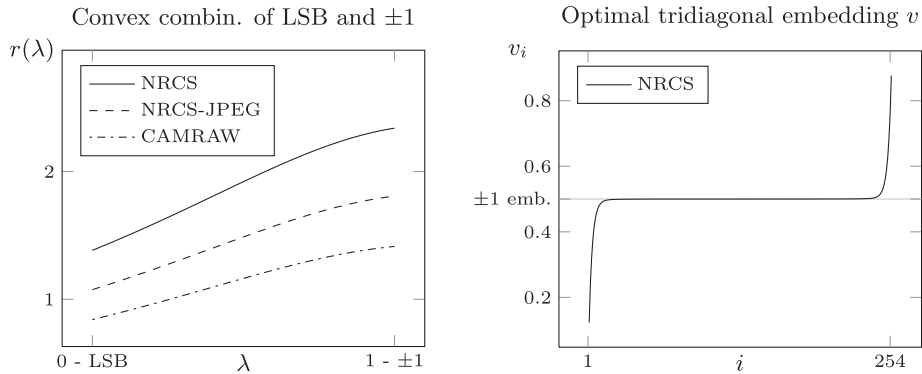 Convex combin. of LSB and ±1
r(λ)
NRCS
NRCS-JPEG
CAMRAW
2
1
0 - LSB λ 1 - ±1
Optimal tridiagonal embedding v
v_i
NRCS
0.8
0.6
±1 emb.
0.4
0.2
1 i 254